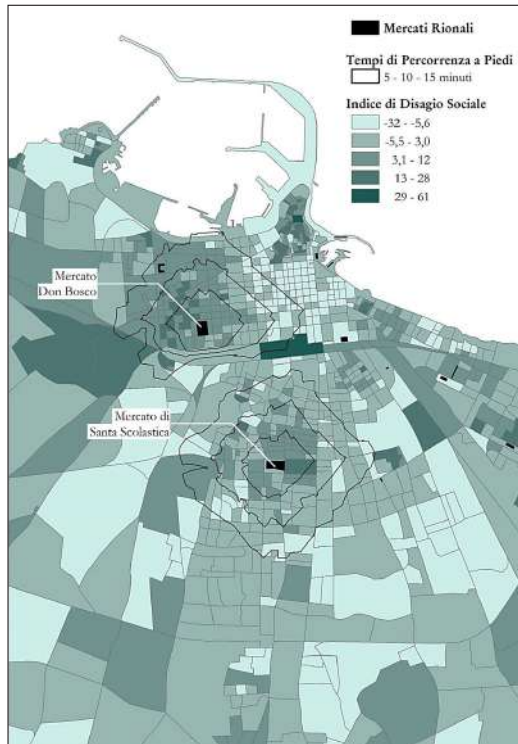 Mercati Rionali
Tempi di Percorrenza a Piedi
5 - 10 - 15 minuti
Indice di Disagio Sociale
-32 - -5,6
-5,5 - 3,0
3,1 - 12
13 - 28
29 - 61
Mercato
Don Bosco
Mercato di
Santa Scolastica